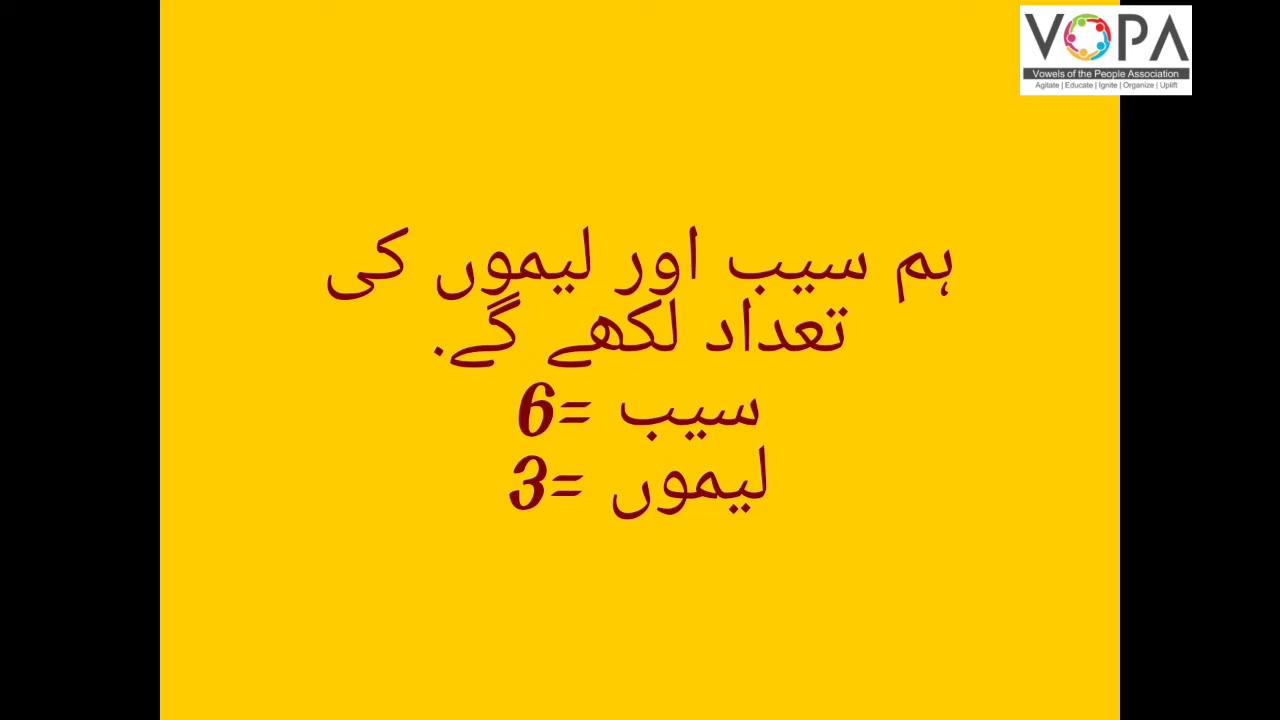 VOPA
Vowels of the People Association
Agitate | Educate | Ignite | Organize | Uplift
ہم سیب اور لیموں کی
تعداد لکھے گے.
سیب =6
لیموں =3